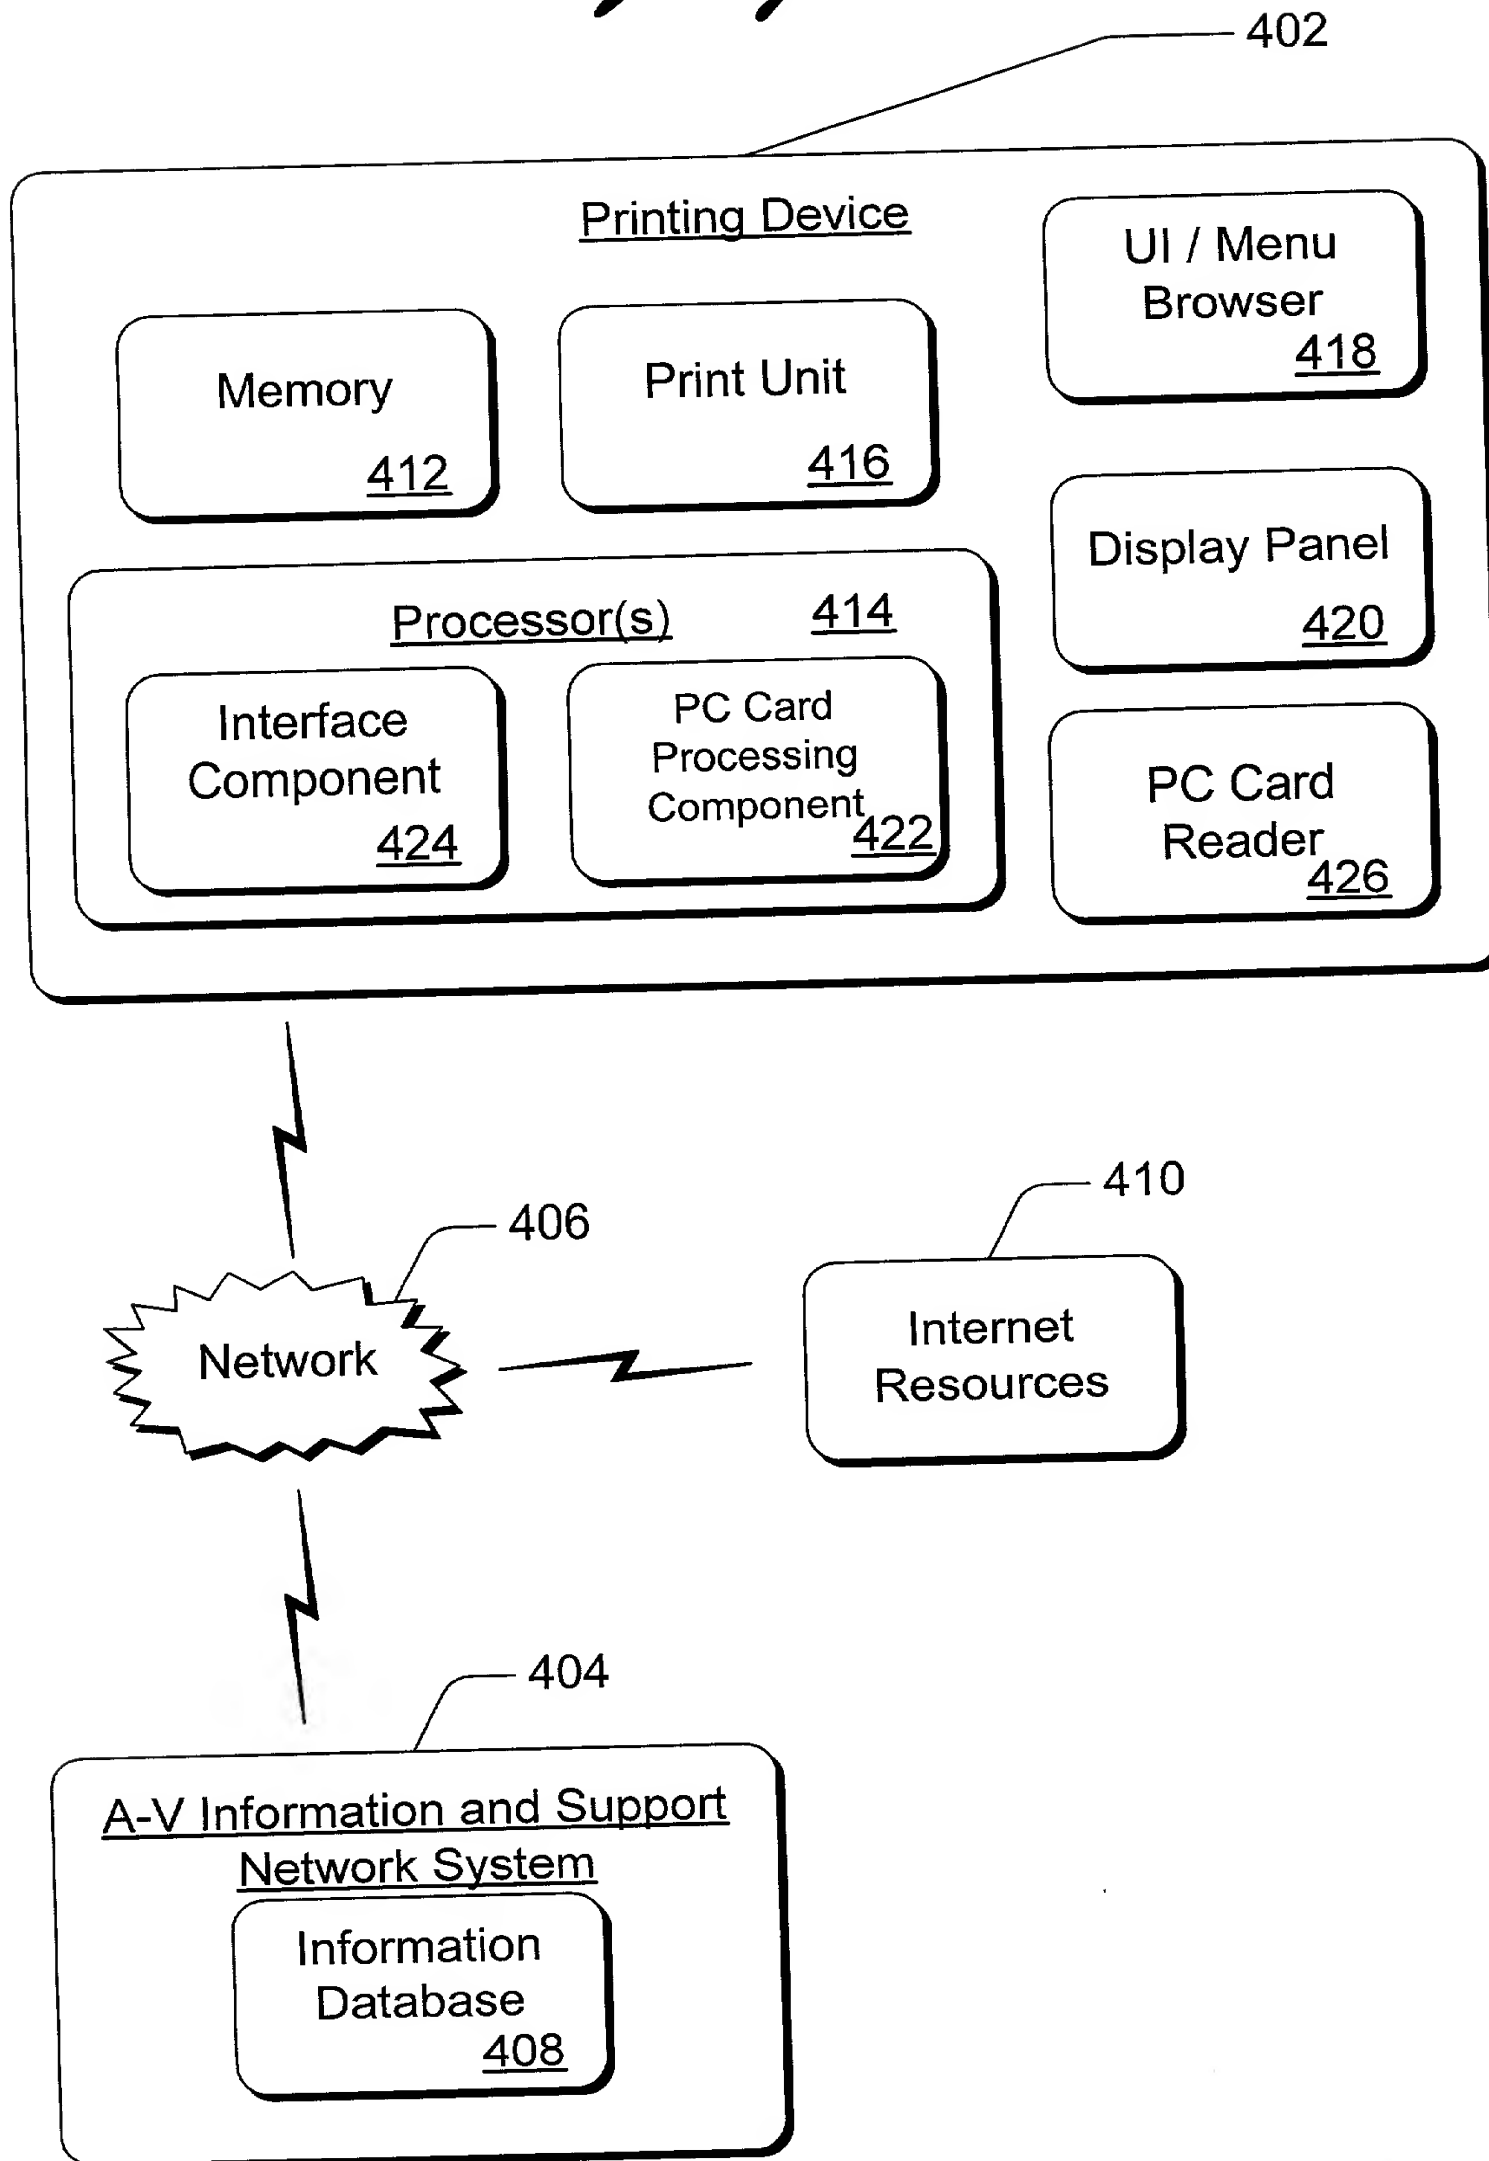 402
Printing Device
UI / Menu
Browser
418
Memory
412
Print Unit
416
Display Panel
420
Processor(s) 414
Interface
Component
424
PC Card
Processing
Component
422
PC Card
Reader
426
406
Network
410
Internet
Resources
404
A-V Information and Support
Network System
Information
Database
408